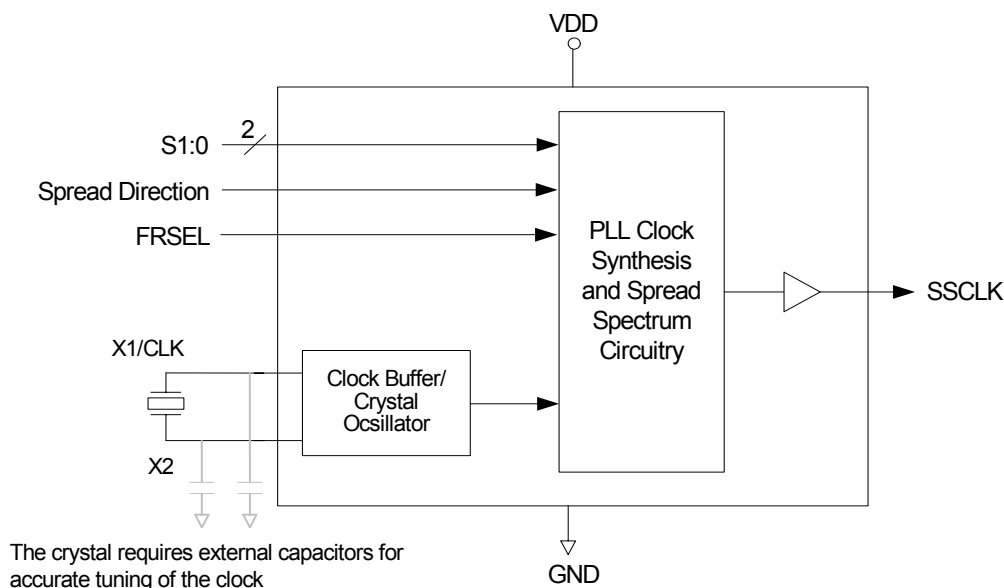 VDD
2
S1:0
Spread Direction
FRSEL
PLL Clock
Synthesis
and Spread
Spectrum
Circuitry
SSCLK
X1/CLK
Clock Buffer/
Crystal
Ocsillator
X2
The crystal requires external capacitors for
accurate tuning of the clock
GND